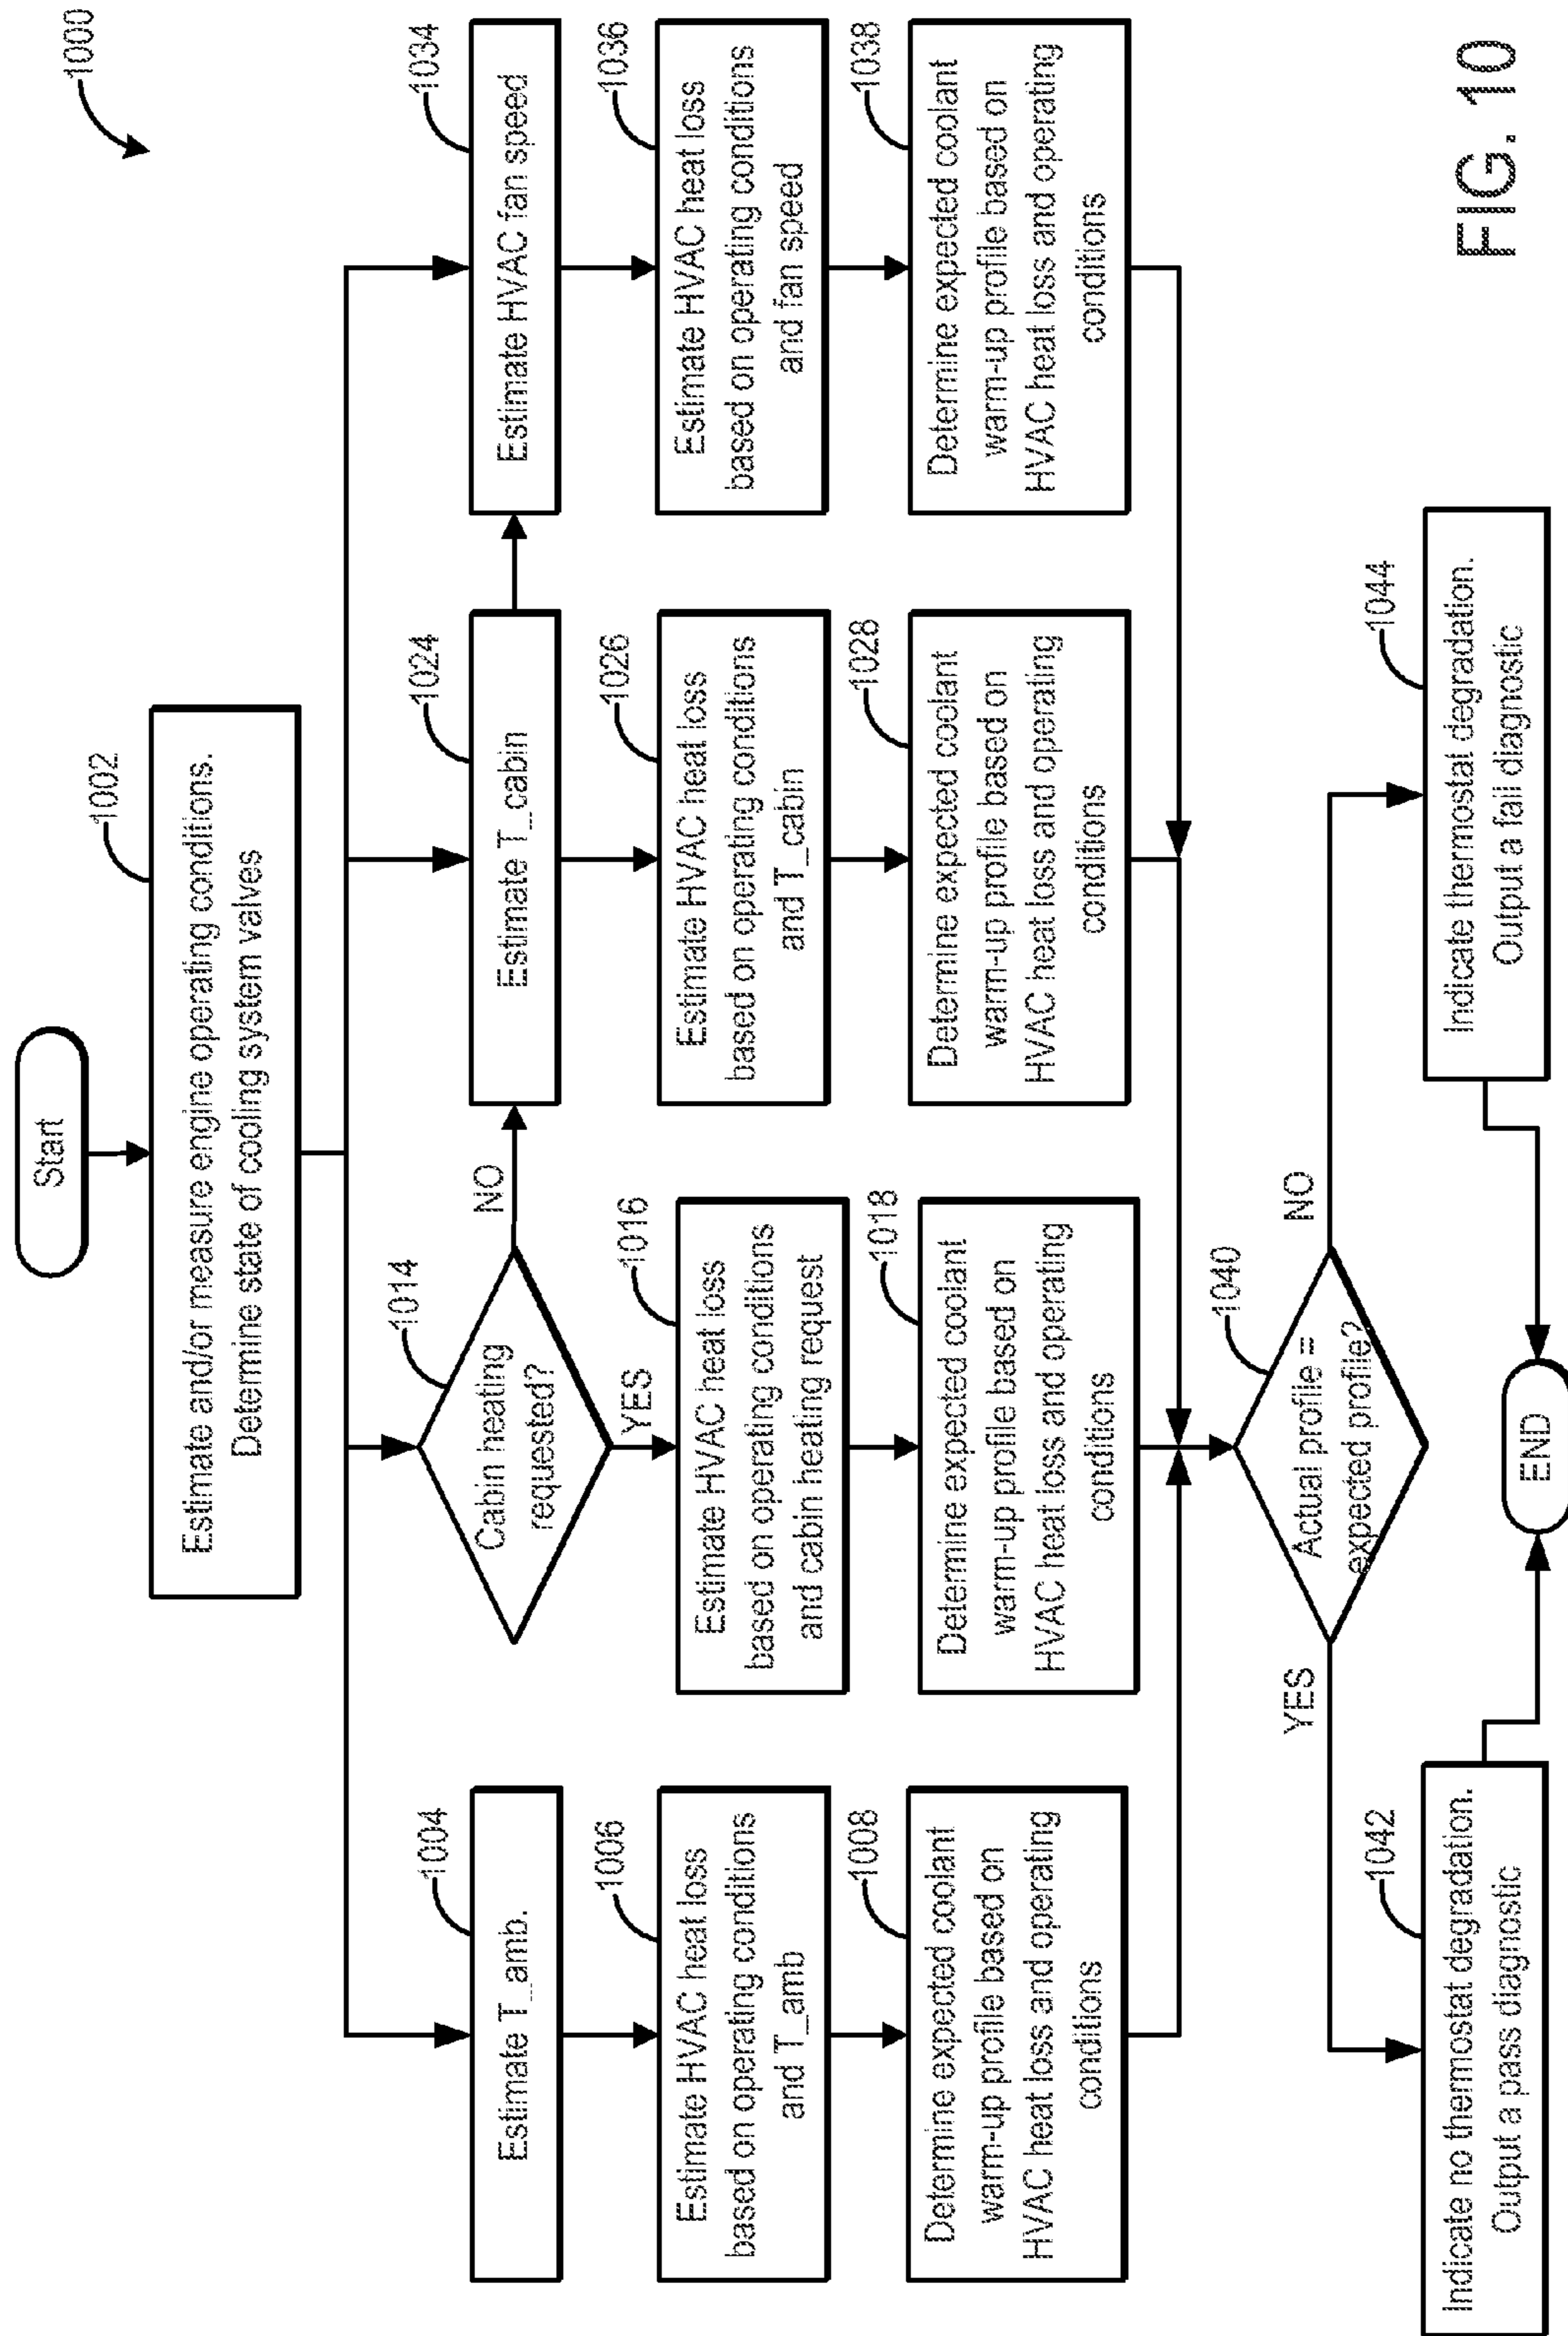 1000
Start
1002
Estimate and/or measure engine operating conditions.
Determine state of cooling system valves
1004
Estimate T_amb.
1006
Estimate HVAC heat loss
based on operating conditions
and T_amb
1008
Determine expected coolant
warm-up profile based on
HVAC heat loss and operating
conditions
1014
Cabin heating
requested?
NO
YES
1016
Estimate HVAC heat loss
based on operating conditions
and cabin heating request
1018
Determine expected coolant
warm-up profile based on
HVAC heat loss and operating
conditions
1024
Estimate T_cabin
1026
Estimate HVAC heat loss
based on operating conditions
and T_cabin
1028
Determine expected coolant
warm-up profile based on
HVAC heat loss and operating
conditions
1034
Estimate HVAC fan speed
1036
Estimate HVAC heat loss
based on operating conditions
and fan speed
1038
Determine expected coolant
warm-up profile based on
HVAC heat loss and operating
conditions
1040
Actual profile =
expected profile?
YES
NO
1042
Indicate no thermostat degradation.
Output a pass diagnostic
1044
Indicate thermostat degradation.
Output a fail diagnostic
END
FIG. 10